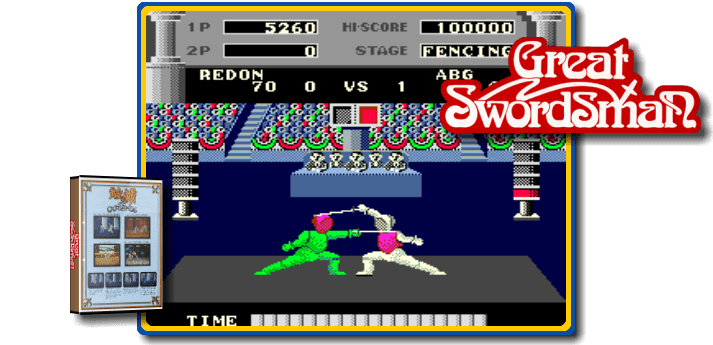 1P 5260 HI-SCORE 100000
2P 0 STAGE FENCING
REDON ABG
70 0 VS 1
Great
SwordSman
TIME